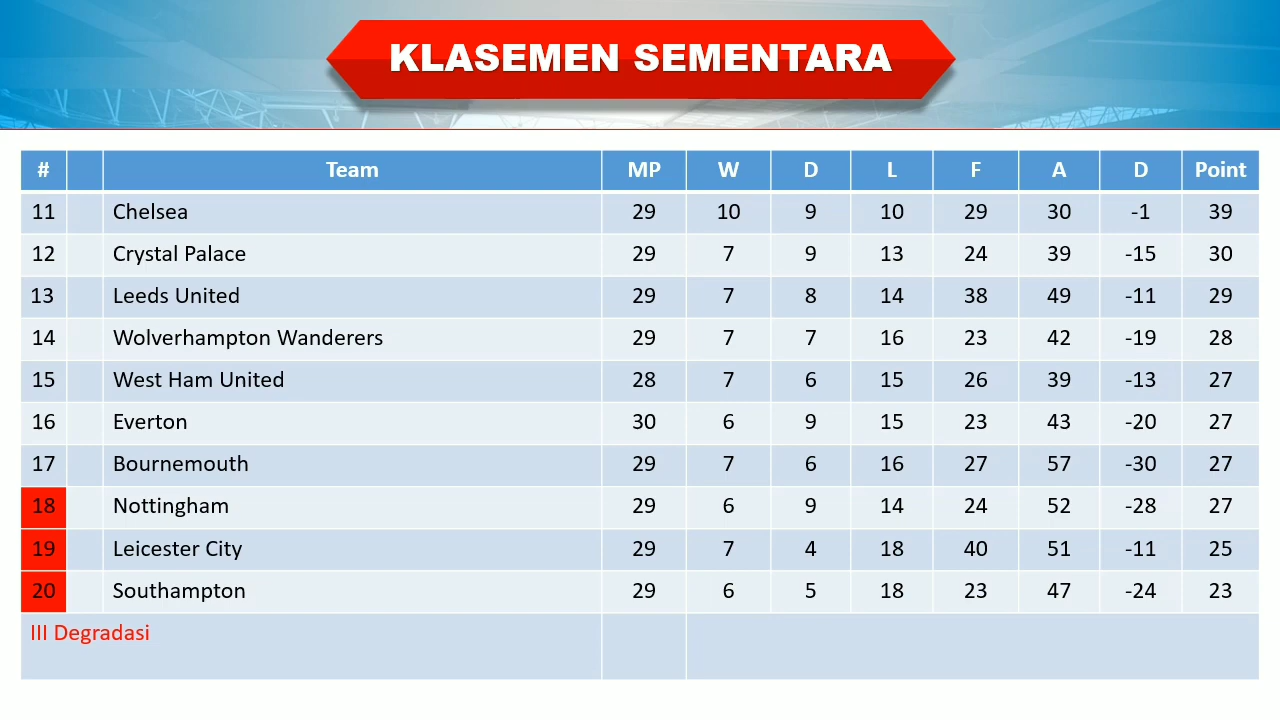 KLASEMEN SEMENTARA
# Team MP W D L F A D Point
11 Chelsea 29 10 9 10 29 30 -1 39
12 Crystal Palace 29 7 9 13 24 39 -15 30
13 Leeds United 29 7 8 14 38 49 -11 29
14 Wolverhampton Wanderers 29 7 7 16 23 42 -19 28
15 West Ham United 28 7 6 15 26 39 -13 27
16 Everton 30 6 9 15 23 43 -20 27
17 Bournemouth 29 7 6 16 27 57 -30 27
18 Nottingham 29 6 9 14 24 52 -28 27
19 Leicester City 29 7 4 18 40 51 -11 25
20 Southampton 29 6 5 18 23 47 -24 23
III Degradasi